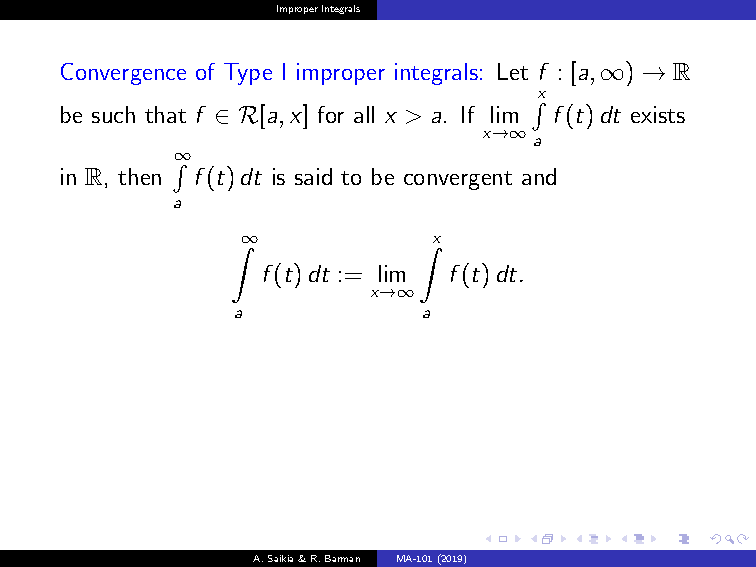 Improper Integrals
Convergence of Type I improper integrals: Let f : [a, ∞) → ℝ
be such that f ∈ ℛ[a, x] for all x > a. If lim_{x→∞} ∫_a^x f(t) dt exists
in ℝ, then ∫_a^∞ f(t) dt is said to be convergent and
∫_a^∞ f(t) dt := lim_{x→∞} ∫_a^x f(t) dt.
A. Saikia & R. Barman MA-101 (2019)